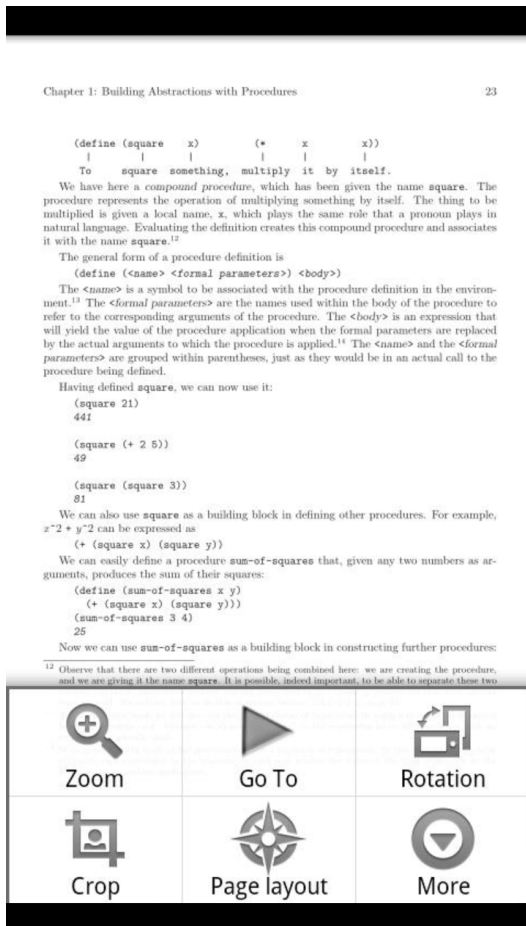 Chapter 1: Building Abstractions with Procedures 23
(define (square x) (* x x))
| | | | | |
To square something, multiply it by itself.
We have here a compound procedure, which has been given the name square. The
procedure represents the operation of multiplying something by itself. The thing to be
multiplied is given a local name, x, which plays the same role that a pronoun plays in
natural language. Evaluating the definition creates this compound procedure and associates
it with the name square.12
The general form of a procedure definition is
(define (<name> <formal parameters>) <body>)
The <name> is a symbol to be associated with the procedure definition in the environ-
ment.13 The <formal parameters> are the names used within the body of the procedure to
refer to the corresponding arguments of the procedure. The <body> is an expression that
will yield the value of the procedure application when the formal parameters are replaced
by the actual arguments to which the procedure is applied.14 The <name> and the <formal
parameters> are grouped within parentheses, just as they would be in an actual call to the
procedure being defined.
Having defined square, we can now use it:
(square 21)
441
(square (+ 2 5))
49
(square (square 3))
81
We can also use square as a building block in defining other procedures. For example,
x^2 + y^2 can be expressed as
(+ (square x) (square y))
We can easily define a procedure sum-of-squares that, given any two numbers as ar-
guments, produces the sum of their squares:
(define (sum-of-squares x y)
(+ (square x) (square y)))
(sum-of-squares 3 4)
25
Now we can use sum-of-squares as a building block in constructing further procedures:
12 Observe that there are two different operations being combined here: we are creating the procedure,
and we are giving it the name square. It is possible, indeed important, to be able to separate these two
Zoom
Go To
Rotation
Crop
Page layout
More